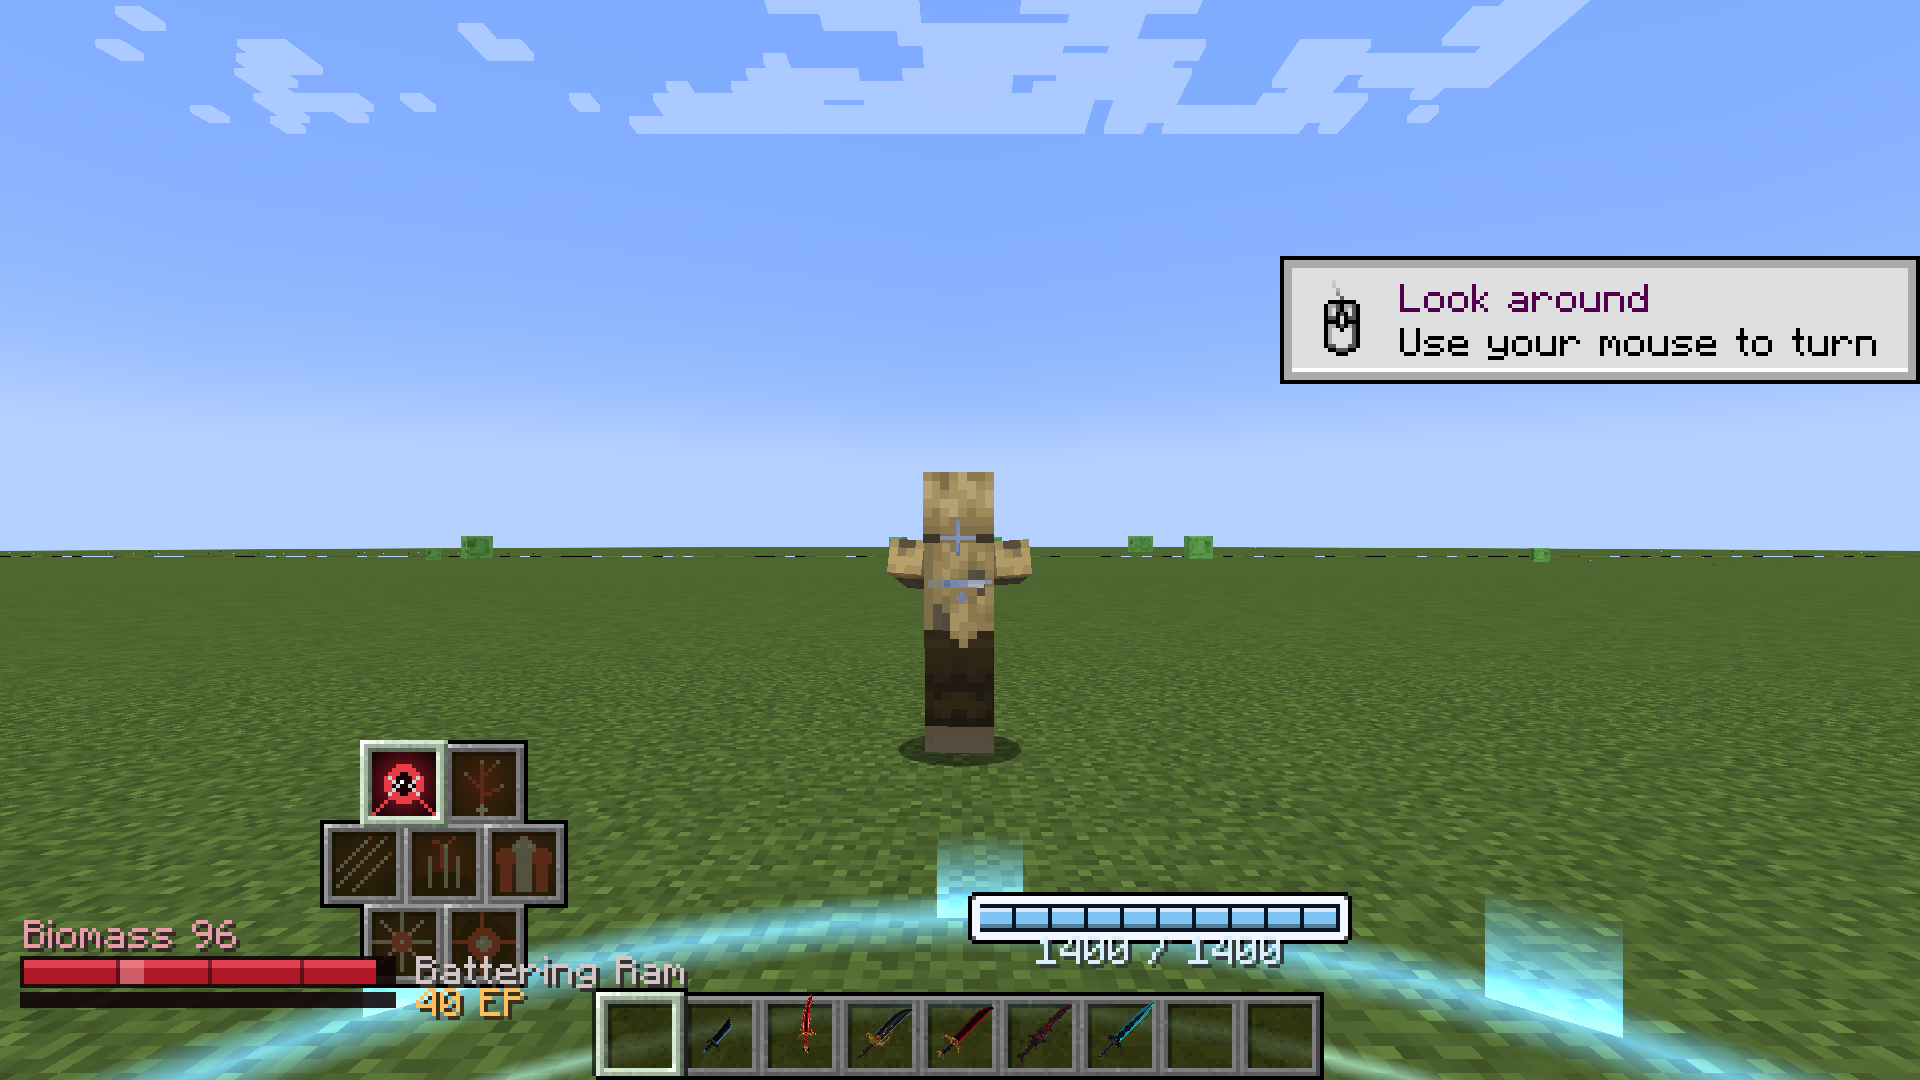 Look around
Use your mouse to turn
Biomass 96
1400 / 1400
Battering Ram
40 EP